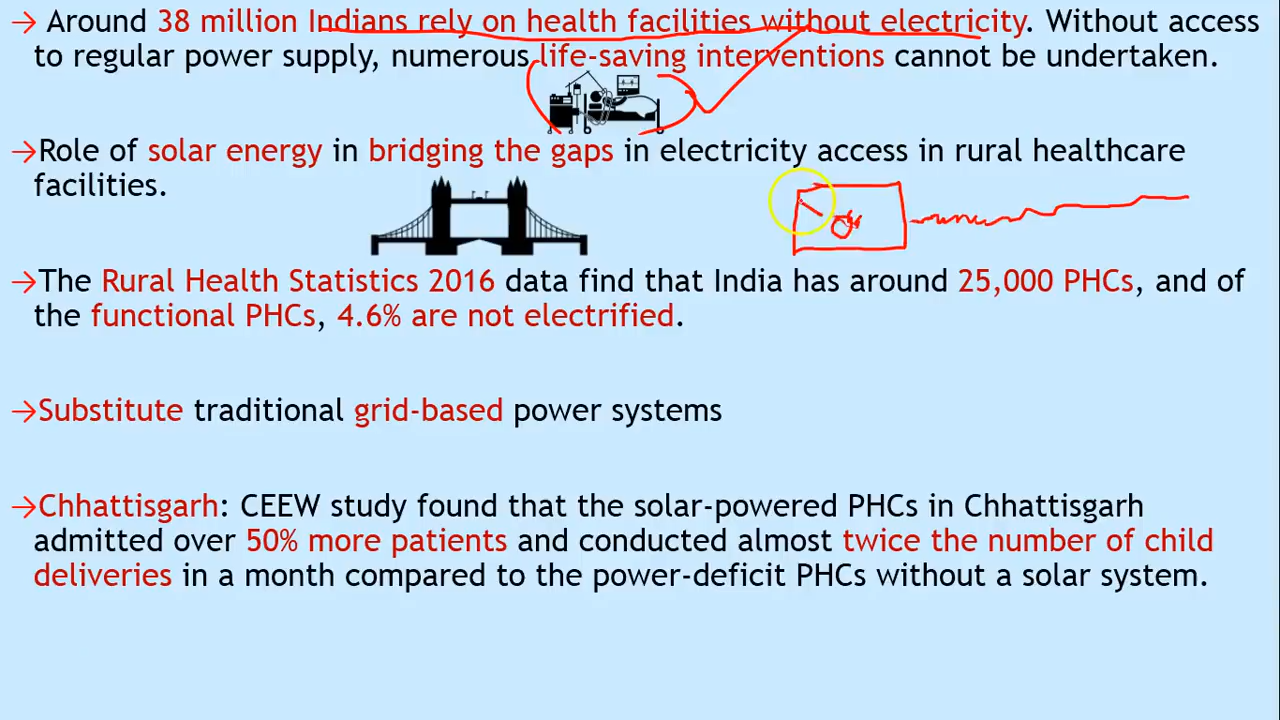 → Around 38 million Indians rely on health facilities without electricity. Without access
to regular power supply, numerous life-saving interventions cannot be undertaken.
→Role of solar energy in bridging the gaps in electricity access in rural healthcare
facilities.
→The Rural Health Statistics 2016 data find that India has around 25,000 PHCs, and of
the functional PHCs, 4.6% are not electrified.
→Substitute traditional grid-based power systems
→Chhattisgarh: CEEW study found that the solar-powered PHCs in Chhattisgarh
admitted over 50% more patients and conducted almost twice the number of child
deliveries in a month compared to the power-deficit PHCs without a solar system.